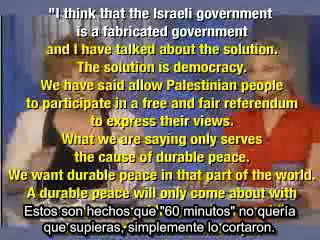 "I think that the Israeli government
is a fabricated government
and I have talked about the solution.
The solution is democracy.
We have said allow Palestinian people
to participate in a free and fair referendum
to express their views.
What we are saying only serves
the cause of durable peace.
We want durable peace in that part of the world.
A durable peace will only come about with
Estos son hechos que "60 minutos" no quería
que supieras, simplemente lo cortaron.